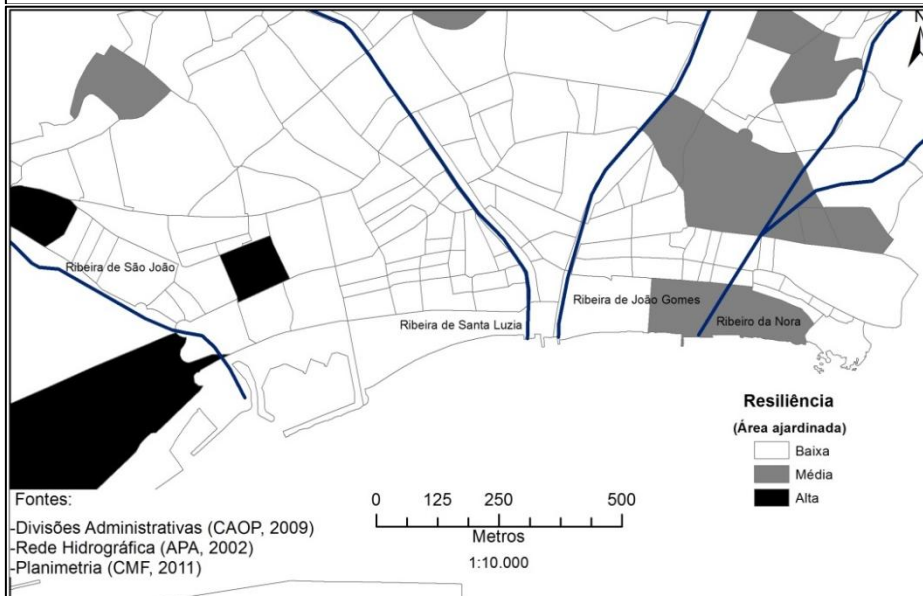 N
Ribeira de São João
Ribeira de Santa Luzia
Ribeira de João Gomes
Ribeiro da Nora
Resiliência
(Área ajardinada)
Baixa
Média
Alta
Fontes:
-Divisões Administrativas (CAOP, 2009)
-Rede Hidrográfica (APA, 2002)
-Planimetria (CMF, 2011)
0 125 250 500
Metros
1:10.000